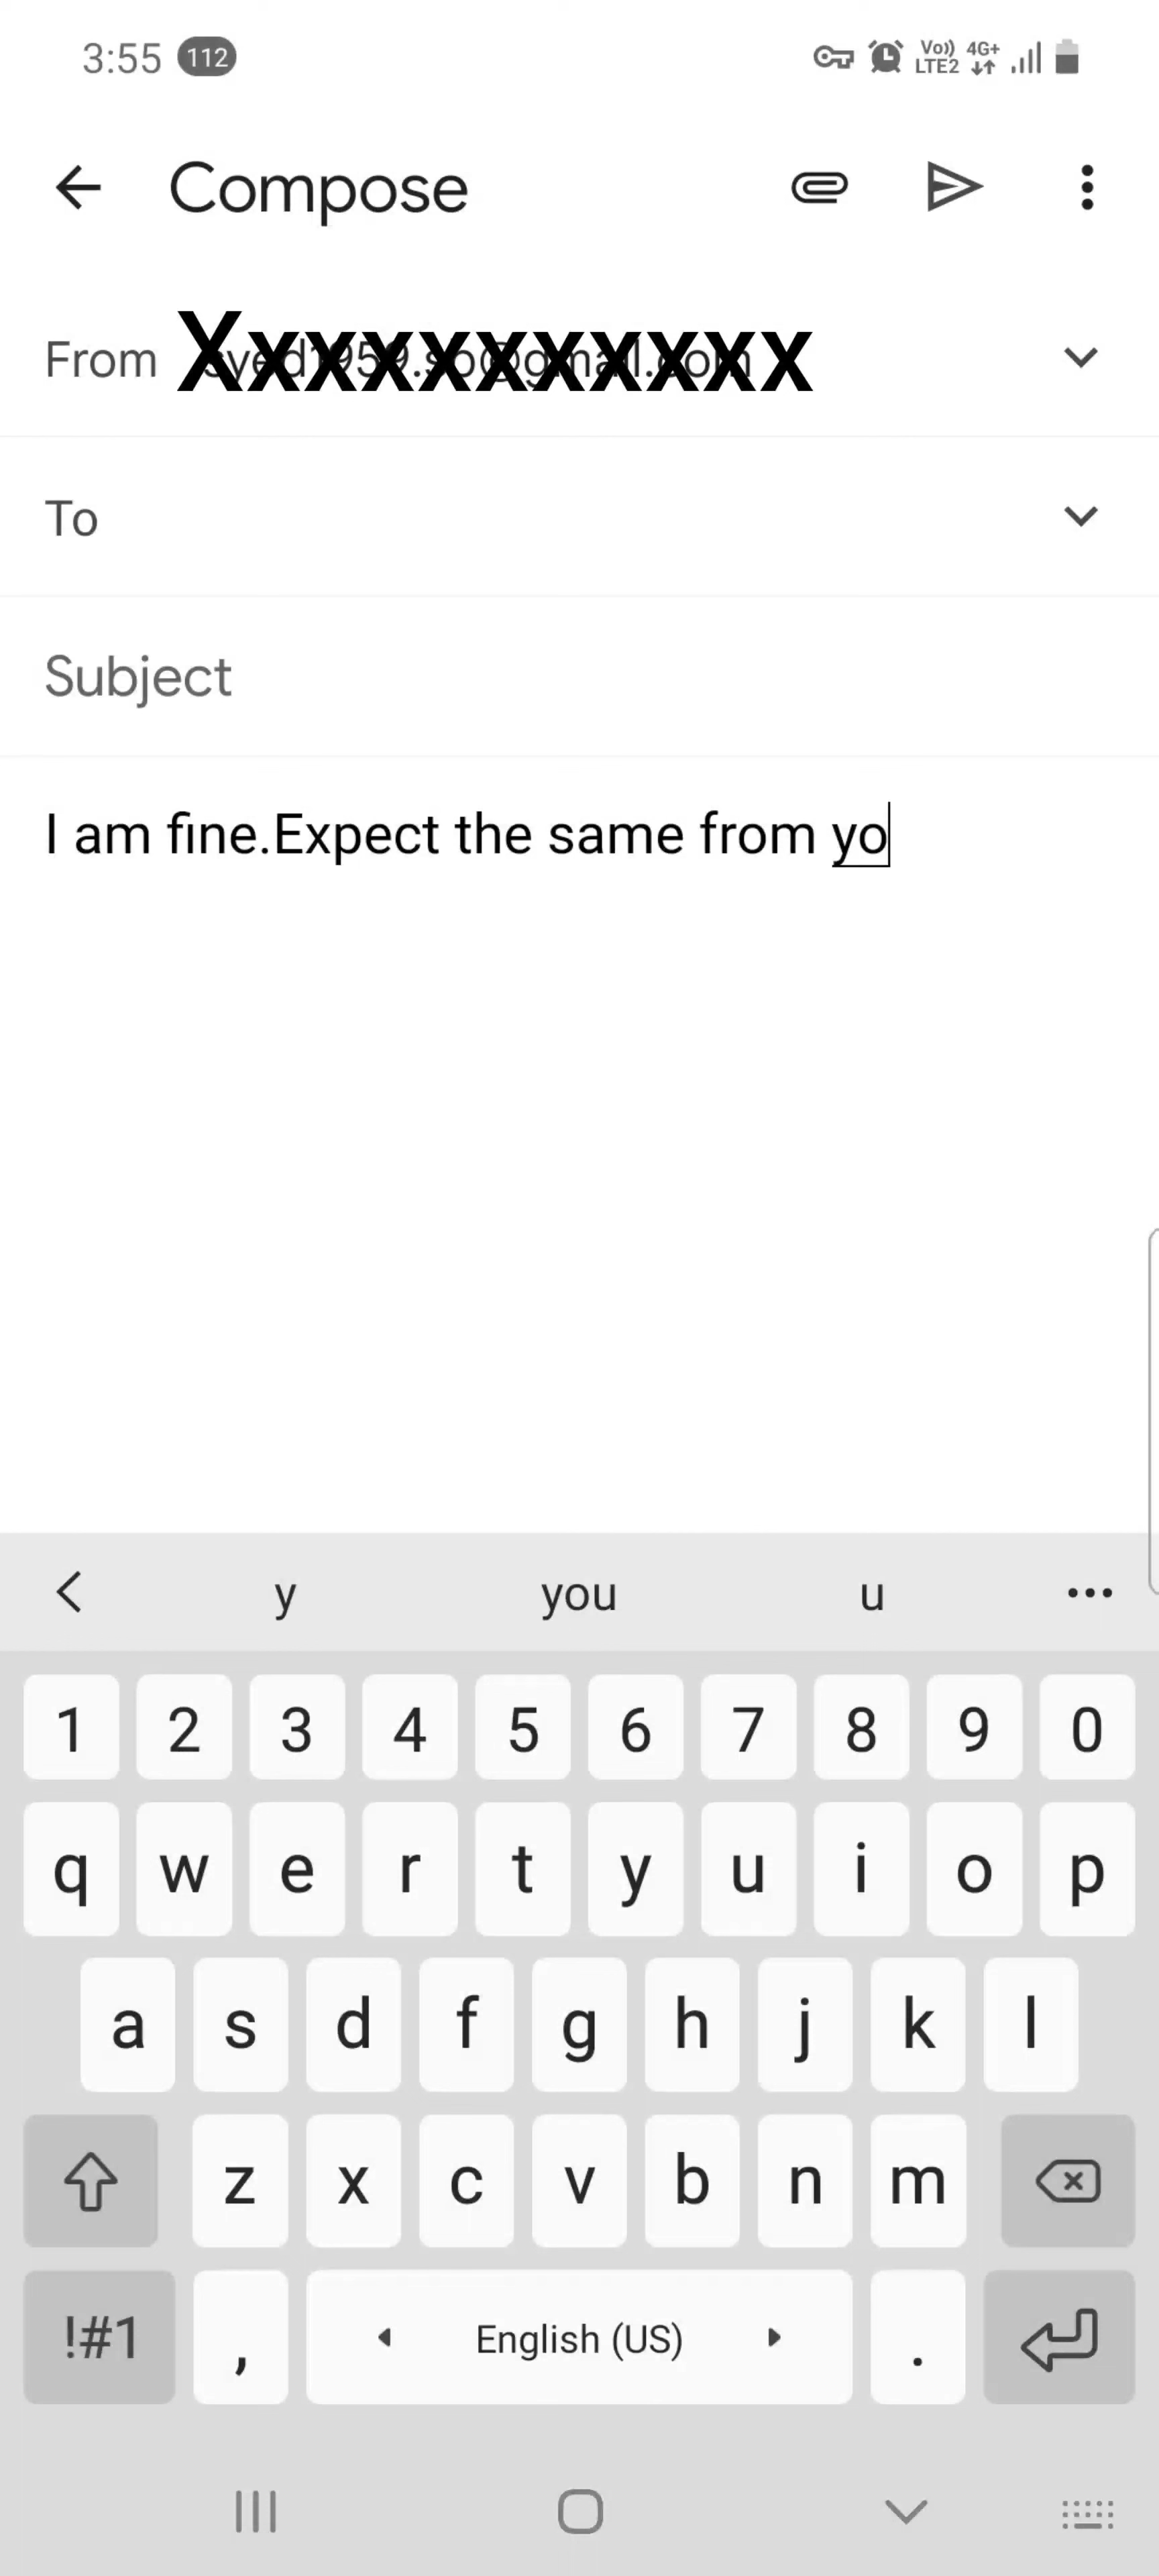 3:55 112 Vo)) LTE2 4G+
Compose
From Xxxxxxxxxxx
To
Subject
I am fine.Expect the same from yo
y you u
1 2 3 4 5 6 7 8 9 0
q w e r t y u i o p
a s d f g h j k l
z x c v b n m
!#1 , English (US) .